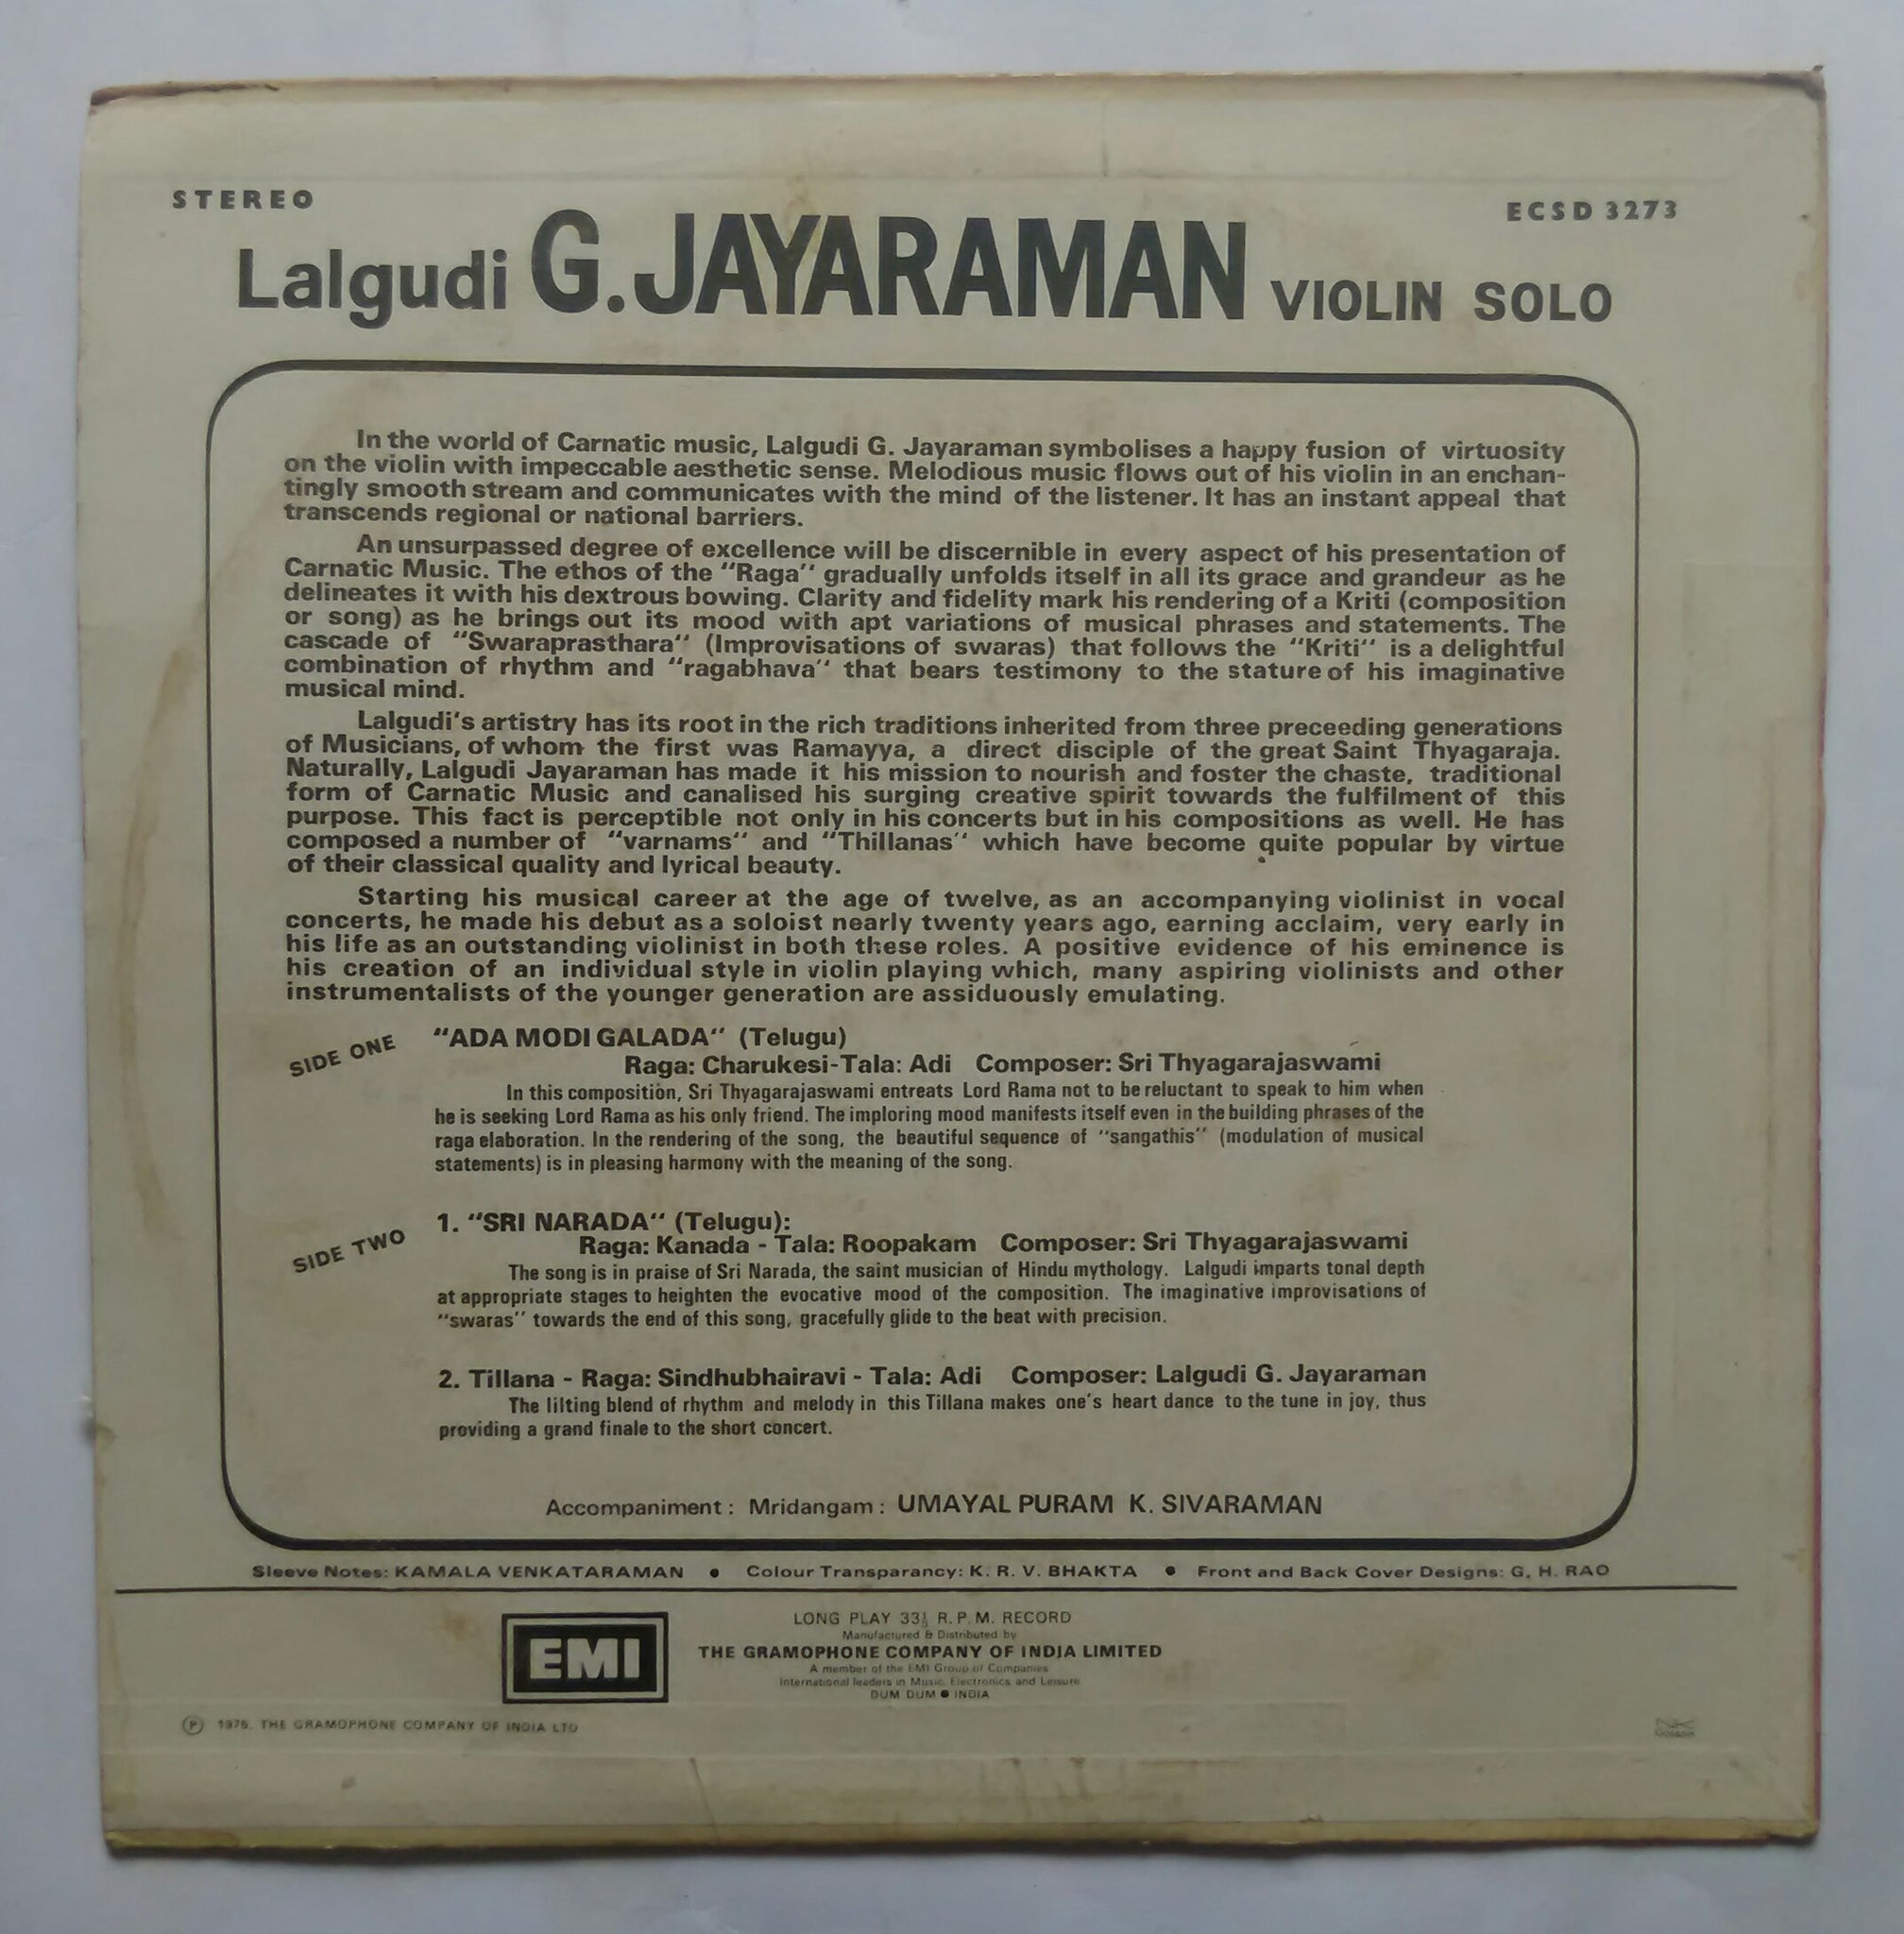 STEREO
ECSD 3273
Lalgudi G. JAYARAMAN VIOLIN SOLO
In the world of Carnatic music, Lalgudi G. Jayaraman symbolises a happy fusion of virtuosity
on the violin with impeccable aesthetic sense. Melodious music flows out of his violin in an enchan-
tingly smooth stream and communicates with the mind of the listener. It has an instant appeal that
transcends regional or national barriers.
An unsurpassed degree of excellence will be discernible in every aspect of his presentation of
Carnatic Music. The ethos of the "Raga" gradually unfolds itself in all its grace and grandeur as he
delineates it with his dextrous bowing. Clarity and fidelity mark his rendering of a Kriti (composition
or song) as he brings out its mood with apt variations of musical phrases and statements. The
cascade of "Swaraprasthara" (Improvisations of swaras) that follows the "Kriti" is a delightful
combination of rhythm and "ragabhava" that bears testimony to the stature of his imaginative
musical mind.
Lalgudi's artistry has its root in the rich traditions inherited from three preceeding generations
of Musicians, of whom the first was Ramayya, a direct disciple of the great Saint Thyagaraja.
Naturally, Lalgudi Jayaraman has made it his mission to nourish and foster the chaste, traditional
form of Carnatic Music and canalised his surging creative spirit towards the fulfilment of this
purpose. This fact is perceptible not only in his concerts but in his compositions as well. He has
composed a number of "varnams" and "Thillanas" which have become quite popular by virtue
of their classical quality and lyrical beauty.
Starting his musical career at the age of twelve, as an accompanying violinist in vocal
concerts, he made his debut as a soloist nearly twenty years ago, earning acclaim, very early in
his life as an outstanding violinist in both these roles. A positive evidence of his eminence is
his creation of an individual style in violin playing which, many aspiring violinists and other
instrumentalists of the younger generation are assiduously emulating.
SIDE ONE
"ADA MODI GALADA" (Telugu)
Raga: Charukesi-Tala: Adi Composer: Sri Thyagarajaswami
In this composition, Sri Thyagarajaswami entreats Lord Rama not to be reluctant to speak to him when
he is seeking Lord Rama as his only friend. The imploring mood manifests itself even in the building phrases of the
raga elaboration. In the rendering of the song, the beautiful sequence of "sangathis" (modulation of musical
statements) is in pleasing harmony with the meaning of the song.
SIDE TWO
1. "SRI NARADA" (Telugu):
Raga: Kanada - Tala: Roopakam Composer: Sri Thyagarajaswami
The song is in praise of Sri Narada, the saint musician of Hindu mythology. Lalgudi imparts tonal depth
at appropriate stages to heighten the evocative mood of the composition. The imaginative improvisations of
"swaras" towards the end of this song, gracefully glide to the beat with precision.
2. Tillana - Raga: Sindhubhairavi - Tala: Adi Composer: Lalgudi G. Jayaraman
The lilting blend of rhythm and melody in this Tillana makes one's heart dance to the tune in joy, thus
providing a grand finale to the short concert.
Accompaniment : Mridangam : UMAYAL PURAM K. SIVARAMAN
Sleeve Notes: KAMALA VENKATARAMAN ● Colour Transparancy: K. R. V. BHAKTA ● Front and Back Cover Designs: G. H. RAO
EMI
LONG PLAY 33⅓ R. P. M. RECORD
Manufactured & Distributed by
THE GRAMOPHONE COMPANY OF INDIA LIMITED
A member of the EMI Group of Companies
International leaders in Music, Electronics and Leisure
DUM DUM ● INDIA
Ⓟ THE GRAMOPHONE COMPANY OF INDIA LTD